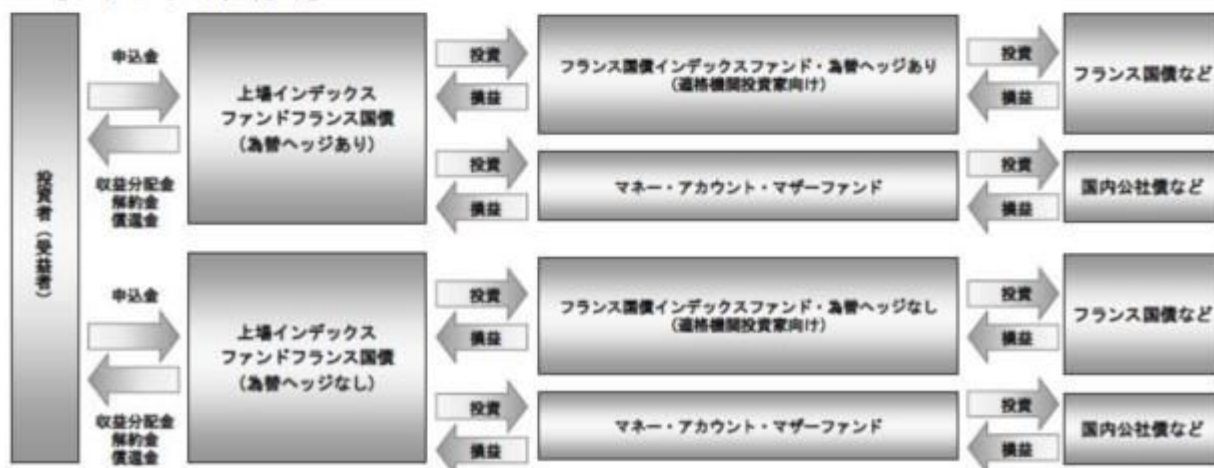 投資者（受益者）
申込金
収益分配金
解約金
償還金
上場インデックス
ファンドフランス国債
（為替ヘッジあり）
投資
損益
フランス国債インデックスファンド・為替ヘッジあり
（適格機関投資家向け）
投資
損益
フランス国債など
投資
損益
マネー・アカウント・マザーファンド
投資
損益
国内公社債など
申込金
収益分配金
解約金
償還金
上場インデックス
ファンドフランス国債
（為替ヘッジなし）
投資
損益
フランス国債インデックスファンド・為替ヘッジなし
（適格機関投資家向け）
投資
損益
フランス国債など
投資
損益
マネー・アカウント・マザーファンド
投資
損益
国内公社債など